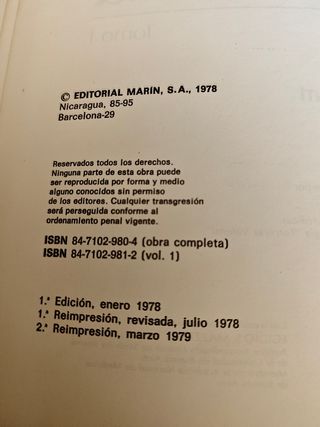 © EDITORIAL MARÍN, S.A., 1978
Nicaragua, 85-95
Barcelona-29
Reservados todos los derechos.
Ninguna parte de esta obra puede
ser reproducida por forma y medio
alguno conocidos sin permiso
de los editores. Cualquier transgresión
será perseguida conforme al
ordenamiento penal vigente.
ISBN 84-7102-980-4 (obra completa)
ISBN 84-7102-981-2 (vol. 1)
1.ª Edición, enero 1978
1.ª Reimpresión, revisada, julio 1978
2.ª Reimpresión, marzo 1979